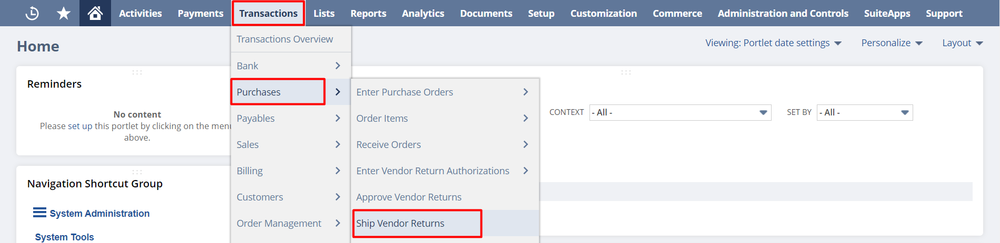 Activities Payments Transactions Lists Reports Analytics Documents Setup Customization Commerce Administration and Controls SuiteApps Support
Home
Viewing: Portlet date settings Personalize Layout
Transactions Overview
Bank
Purchases
Payables
Sales
Billing
Customers
Order Management
Enter Purchase Orders
Order Items
Receive Orders
Enter Vendor Return Authorizations
Approve Vendor Returns
Ship Vendor Returns
Reminders
No content
Please set up this portlet by clicking on the menu
above.
CONTEXT - All - SET BY - All -
Navigation Shortcut Group
System Administration
System Tools